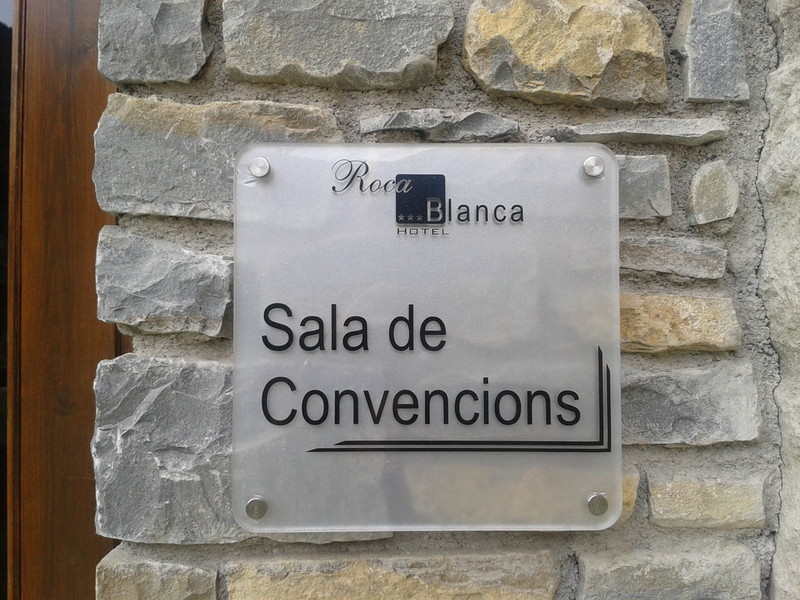 Roca
Blanca
HOTEL
Sala de
Convencions